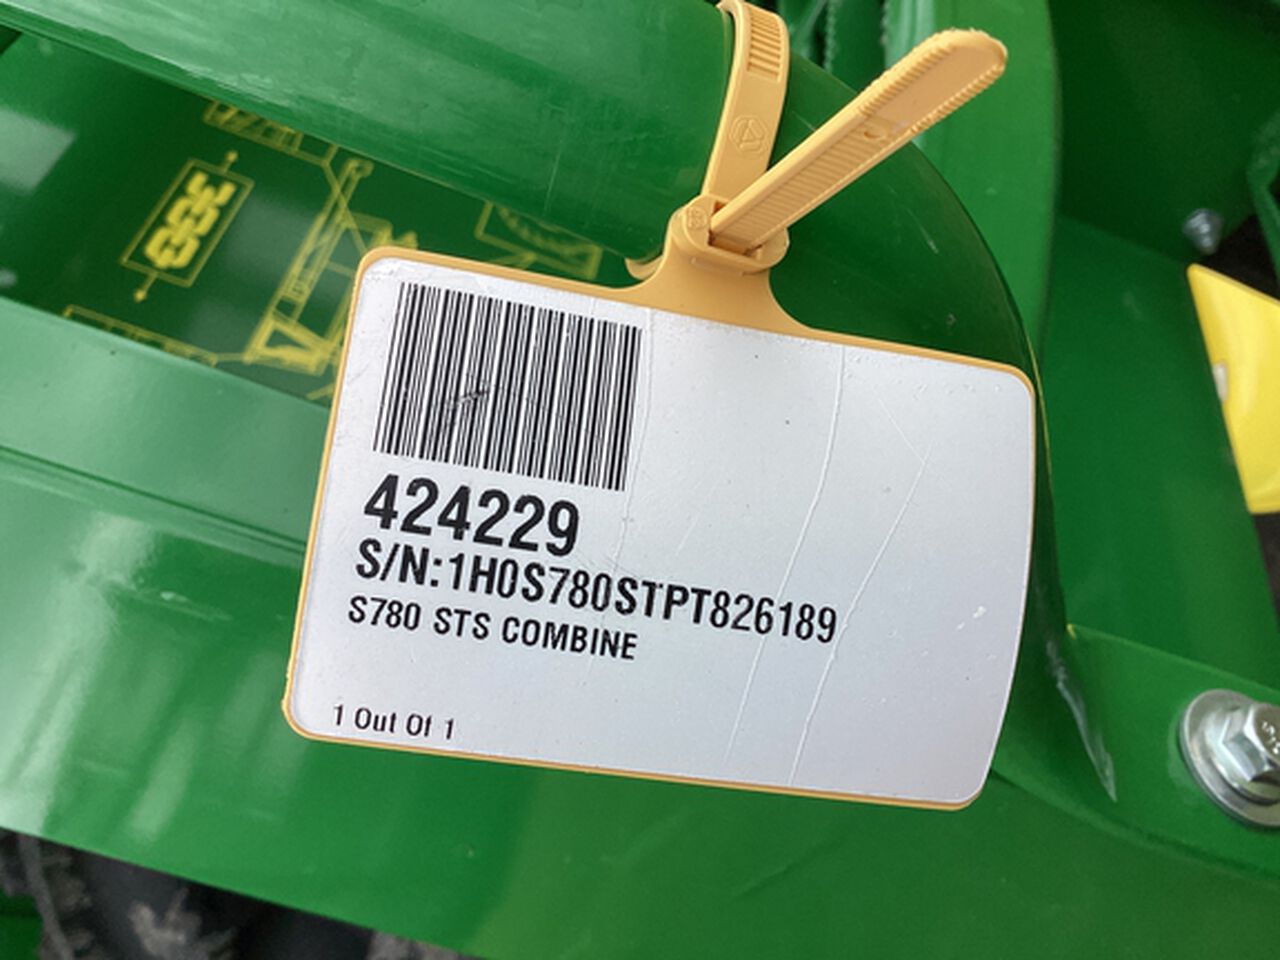 424229
S/N:1H0S780STPT826189
S780 STS COMBINE
1 Out Of 1